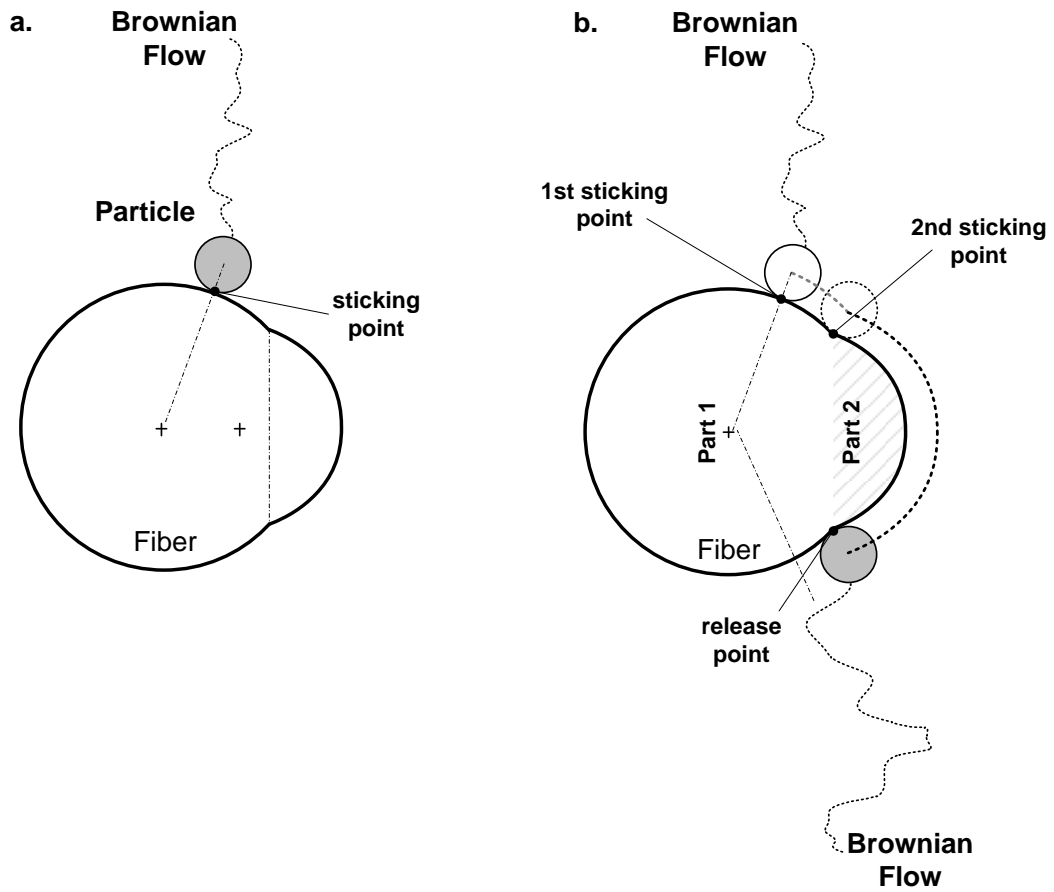 a.
Brownian
Flow
Particle
sticking
point
Fiber
b.
Brownian
Flow
1st sticking
point
2nd sticking
point
Part 1
Part 2
Fiber
release
point
Brownian
Flow